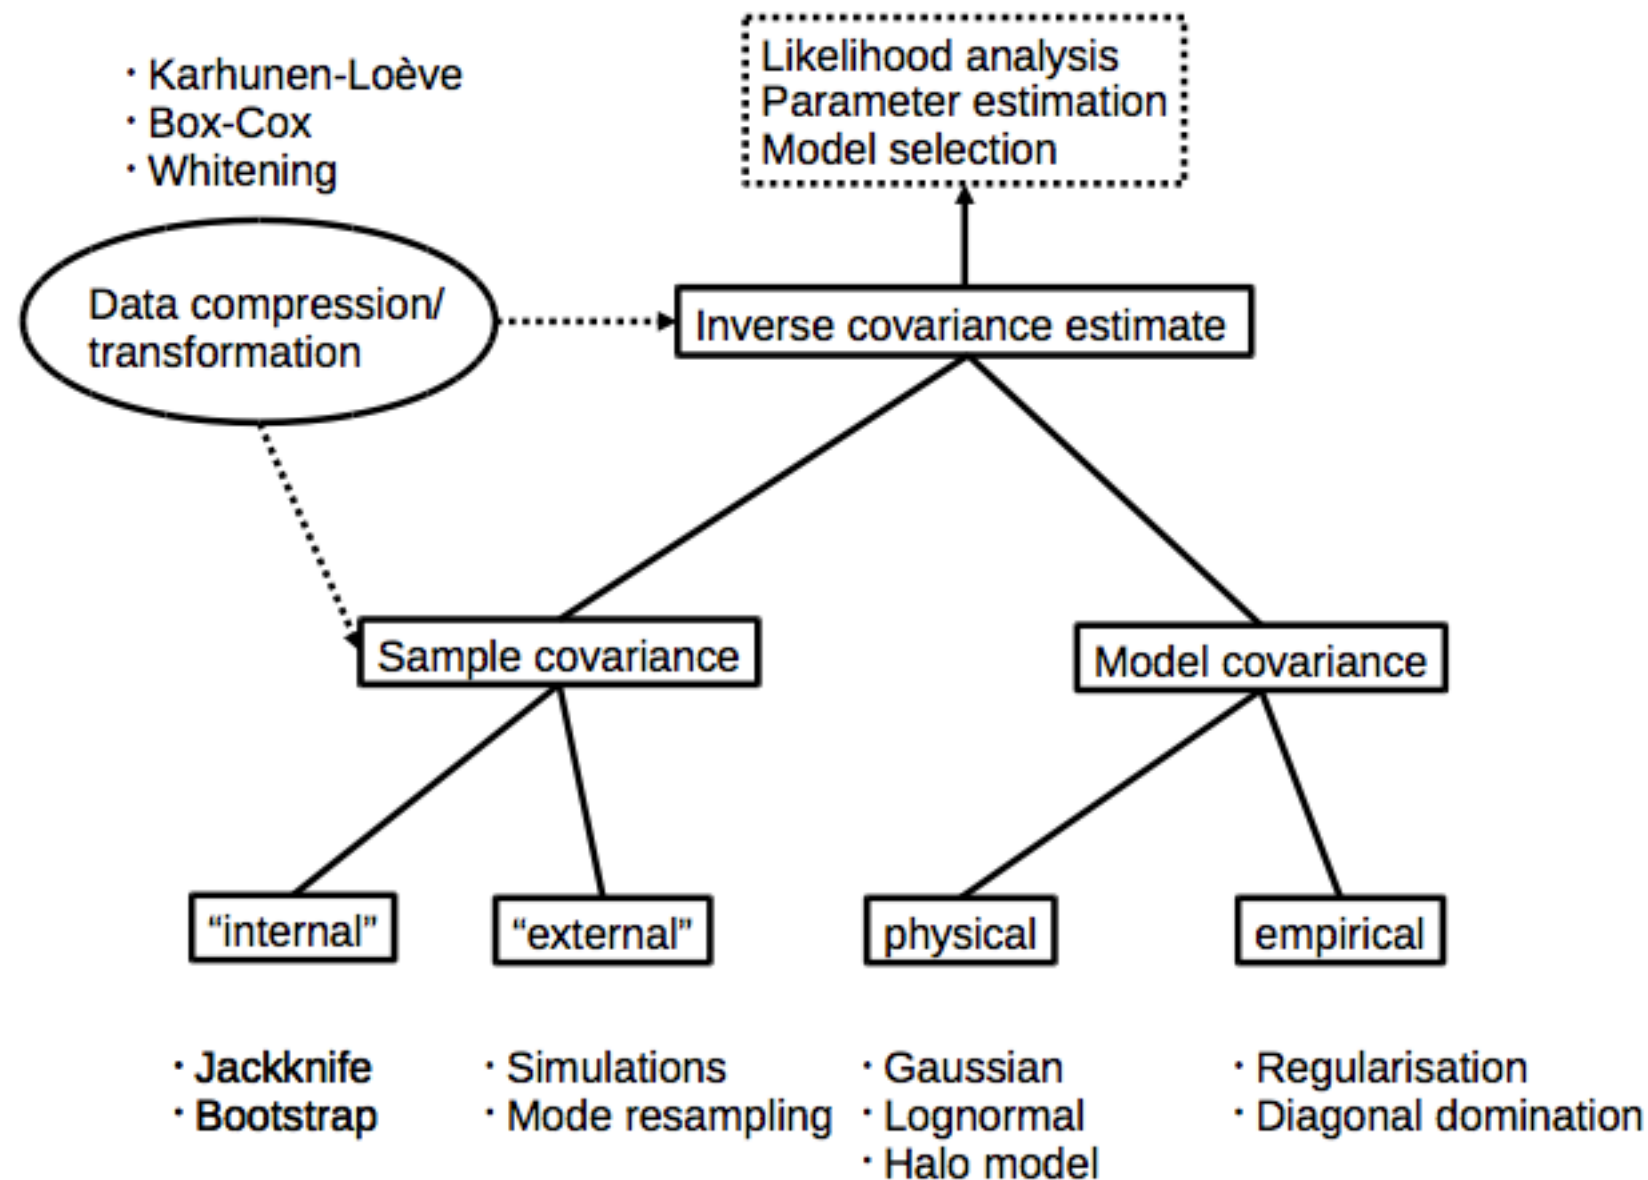 · Karhunen-Loève
· Box-Cox
· Whitening
Likelihood analysis
Parameter estimation
Model selection
Data compression/
transformation
Inverse covariance estimate
Sample covariance
Model covariance
“internal”
“external”
physical
empirical
· Jackknife
· Bootstrap
· Simulations
· Mode resampling
· Gaussian
· Lognormal
· Halo model
· Regularisation
· Diagonal domination